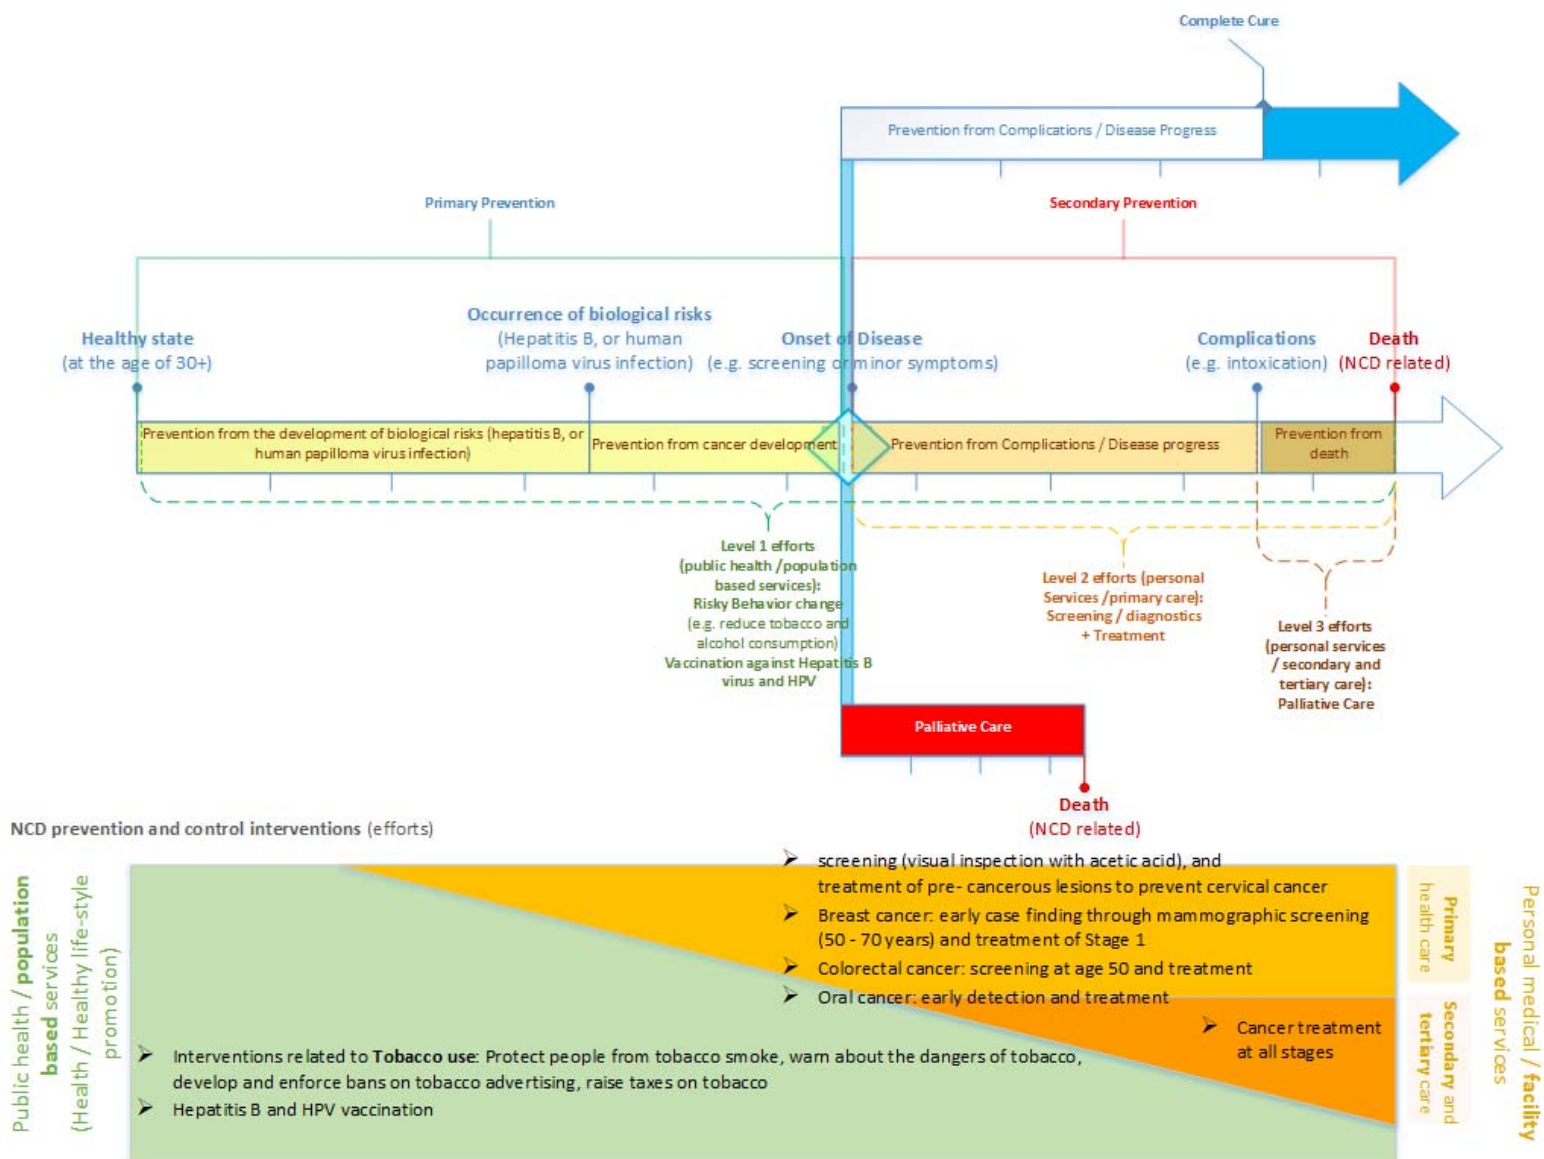 Complete Cure
Prevention from Complications / Disease Progress
Primary Prevention
Secondary Prevention
Healthy state
(at the age of 30+)
Occurrence of biological risks
(Hepatitis B, or human
papilloma virus infection)
Onset of Disease
(e.g. screening or minor symptoms)
Complications
(e.g. intoxication)
Death
(NCD related)
Prevention from the development of biological risks (hepatitis B, or
human papilloma virus infection)
Prevention from cancer development
Prevention from Complications / Disease progress
Prevention from
death
Level 1 efforts
(public health /population
based services):
Risky Behavior change
(e.g. reduce tobacco and
alcohol consumption)
Vaccination against Hepatitis B
virus and HPV
Level 2 efforts (personal
Services /primary care):
Screening / diagnostics
+ Treatment
Level 3 efforts
(personal services
/ secondary and
tertiary care):
Palliative Care
Palliative Care
Death
(NCD related)
NCD prevention and control interventions (efforts)
Public health / population
based services
(Health / Healthy life-style
promotion)
➢ screening (visual inspection with acetic acid), and
treatment of pre- cancerous lesions to prevent cervical cancer
➢ Breast cancer: early case finding through mammographic screening
(50 - 70 years) and treatment of Stage 1
➢ Colorectal cancer: screening at age 50 and treatment
➢ Oral cancer: early detection and treatment
➢ Cancer treatment
at all stages
➢ Interventions related to Tobacco use: Protect people from tobacco smoke, warn about the dangers of tobacco,
develop and enforce bans on tobacco advertising, raise taxes on tobacco
➢ Hepatitis B and HPV vaccination
Primary
health care
Secondary and
tertiary care
Personal medical / facility
based services